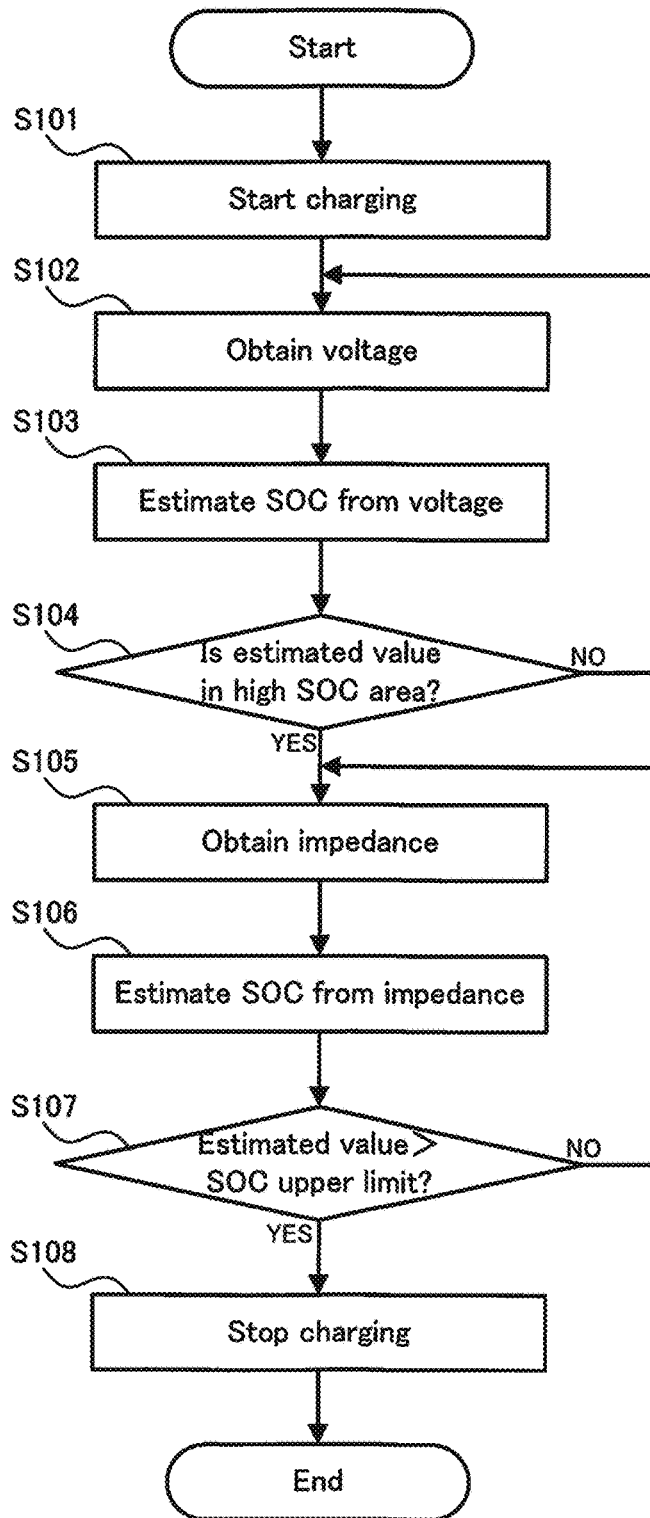 Start
S101
Start charging
S102
Obtain voltage
S103
Estimate SOC from voltage
S104
Is estimated value
in high SOC area?
NO
YES
S105
Obtain impedance
S106
Estimate SOC from impedance
S107
Estimated value>
SOC upper limit?
NO
YES
S108
Stop charging
End